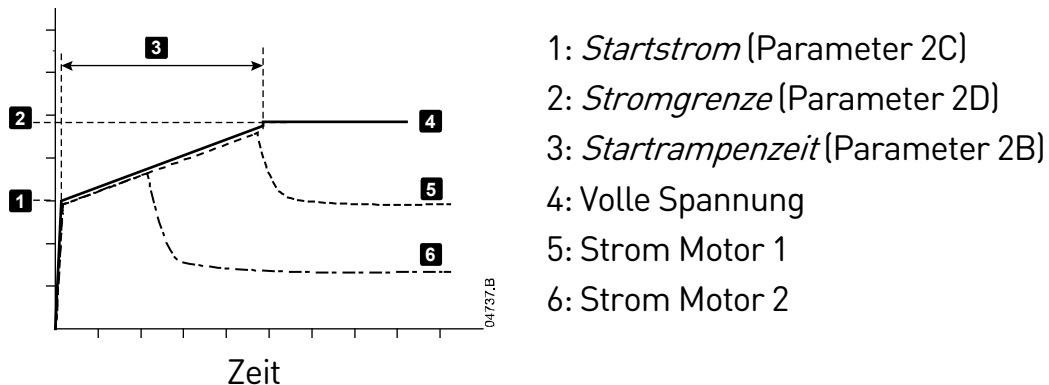 3
2
4
1
5
6
04737.B
Zeit
1: Startstrom (Parameter 2C)
2: Stromgrenze (Parameter 2D)
3: Startrampenzeit (Parameter 2B)
4: Volle Spannung
5: Strom Motor 1
6: Strom Motor 2